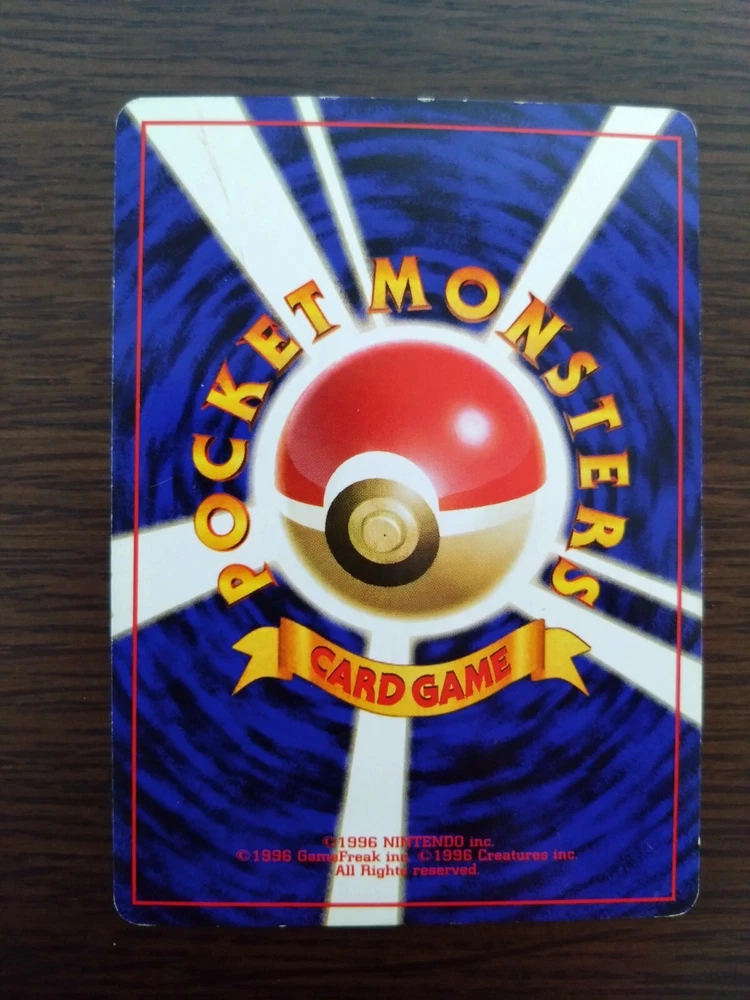 POCKET MONSTERS
CARD GAME
©1996 NINTENDO inc.
©1996 GameFreak inc. ©1996 Creatures inc.
All Rights reserved.